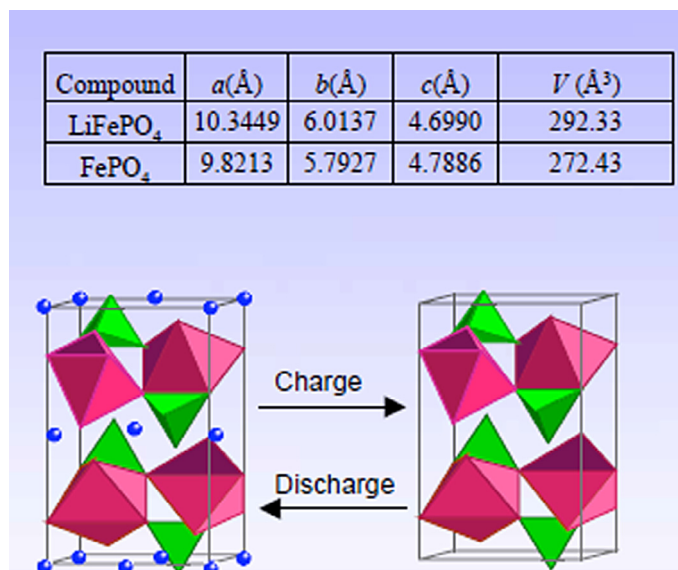 Compound a(Å) b(Å) c(Å) V (Å³)
LiFePO₄ 10.3449 6.0137 4.6990 292.33
FePO₄ 9.8213 5.7927 4.7886 272.43
Charge
Discharge